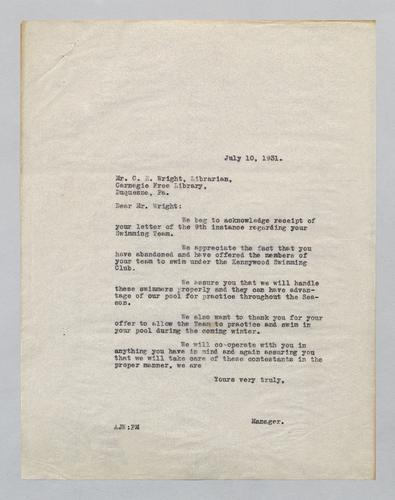 July 10, 1931.
Mr. C. E. Wright, Librarian,
Carnegie Free Library,
Duquesne, Pa.
Dear Mr. Wright:
We beg to acknowledge receipt of
your letter of the 9th instance regarding your
Swimming Team.
We appreciate the fact that you
have abandoned and have offered the members of
your team to swim under the Kennywood Swimming
Club.
We assure you that we will handle
these swimmers properly and they can have advan-
tage of our pool for practice throughout the Sea-
son.
We also want to thank you for your
offer to allow the Team to practice and swim in
your pool during the coming winter.
We will co-operate with you in
anything you have in mind and again assuring you
that we will take care of these contestants in the
proper manner, we are
Yours very truly,
Manager.
AJW:PM